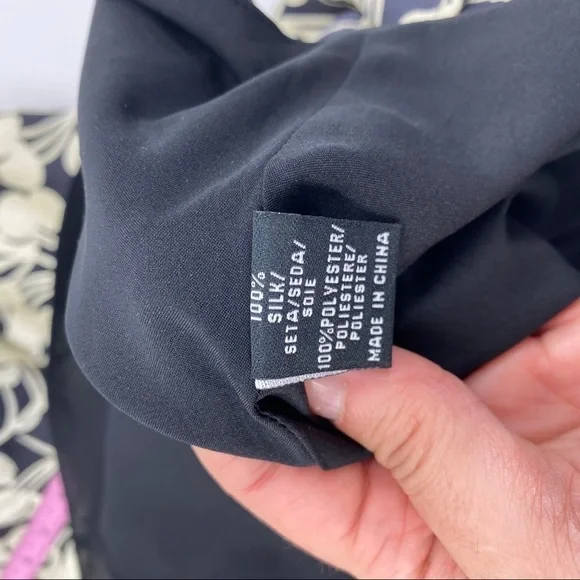 100%
SILK/
SETA/SEDA/
SOIE
100%POLYESTER/
POLIESTERE/
POLIESTER
MADE IN CHINA